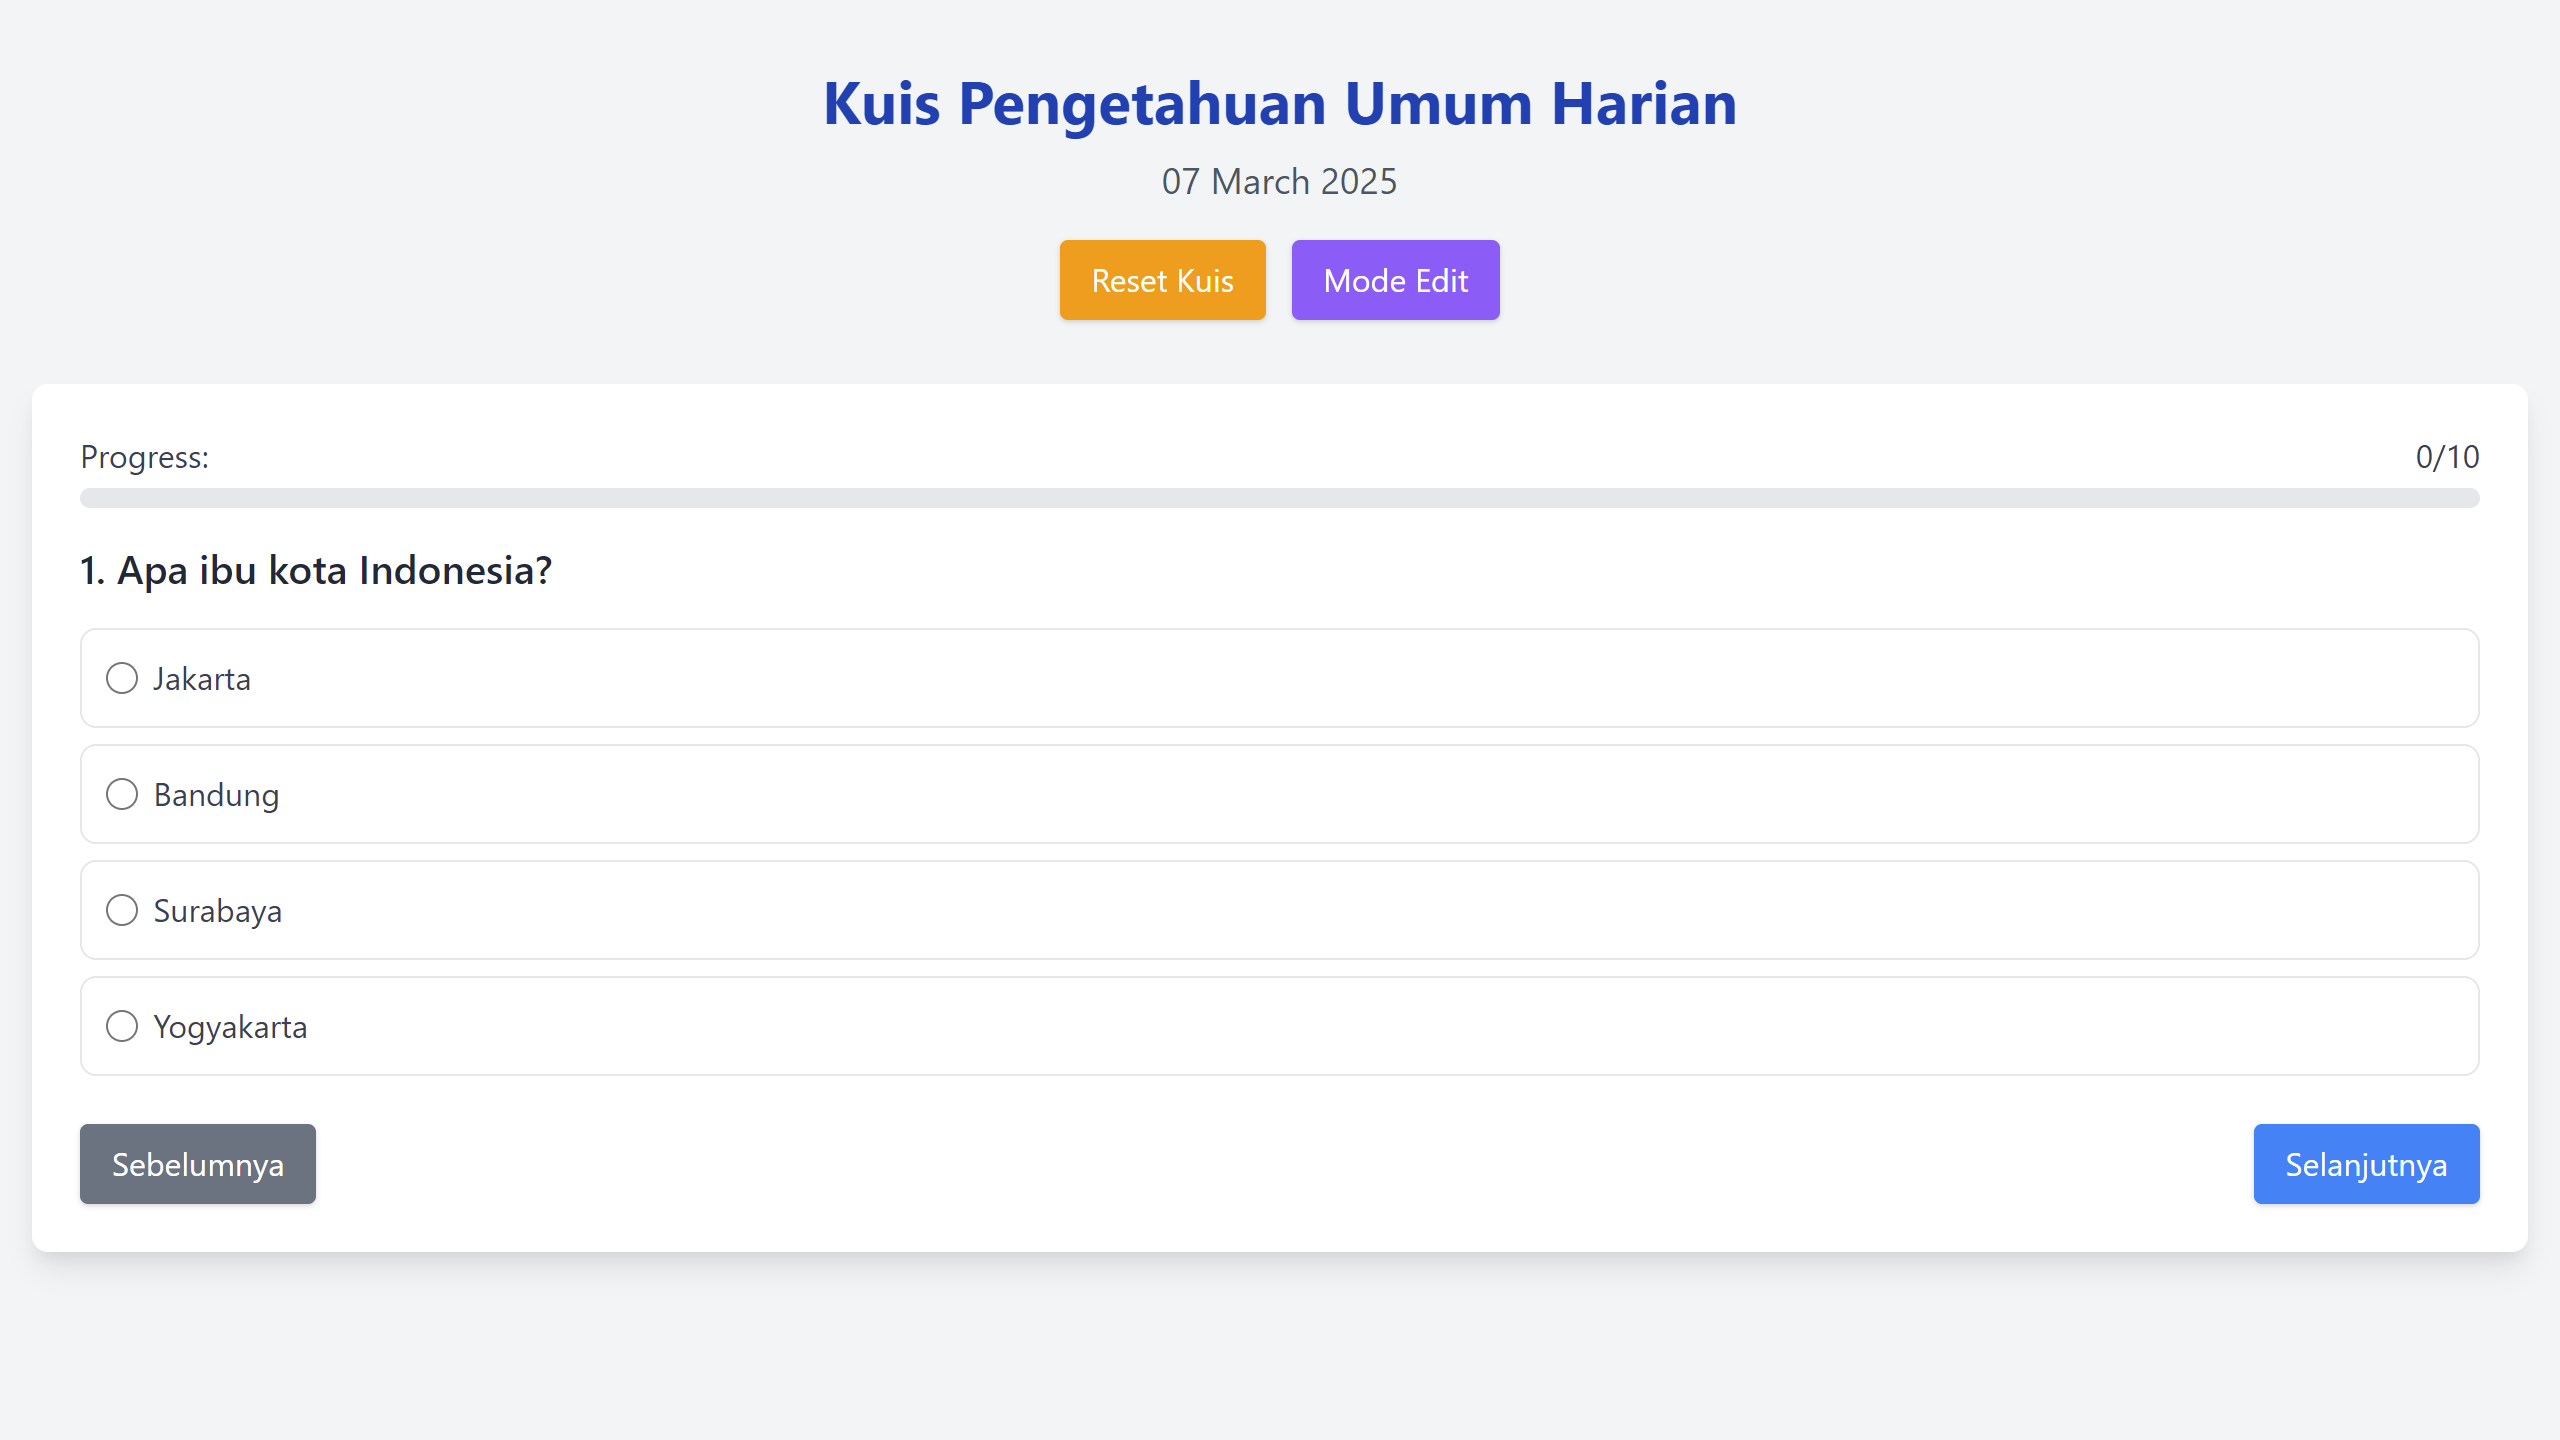 Kuis Pengetahuan Umum Harian
07 March 2025
Reset Kuis
Mode Edit
Progress:
0/10
1. Apa ibu kota Indonesia?
Jakarta
Bandung
Surabaya
Yogyakarta
Sebelumnya
Selanjutnya